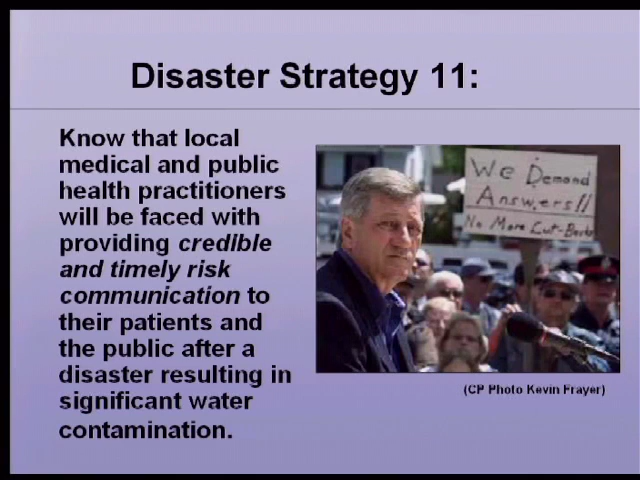 Disaster Strategy 11:
Know that local
medical and public
health practitioners
will be faced with
providing credible
and timely risk
communication to
their patients and
the public after a
disaster resulting in
significant water
contamination.
We Demand
Answers!!
No More Cut-Backs
(CP Photo Kevin Frayer)